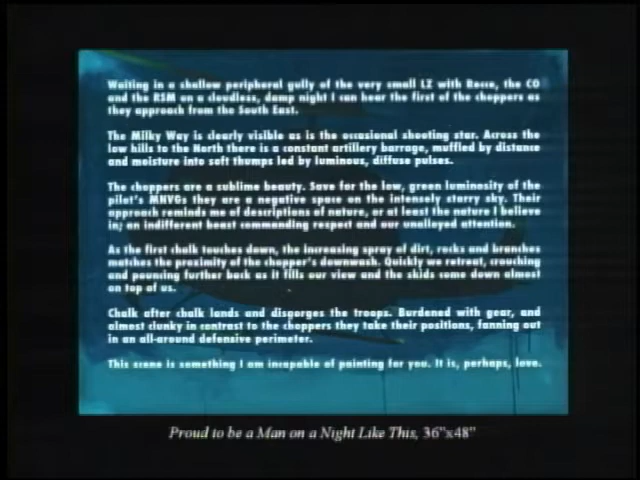 Waiting in a shallow peripheral gully of the very small LZ with Recce, the CO
and the RSM on a cloudless, damp night I can hear the first of the choppers as
they approach from the South East.
The Milky Way is clearly visible as is the occasional shooting star. Across the
low hills to the North there is a constant artillery barrage, muffled by distance
and moisture into soft thumps led by luminous, diffuse pulses.
The choppers are a sublime beauty. Save for the low, green luminosity of the
pilot's MNVGs they are a negative space on the intensely starry sky. Their
approach reminds me of descriptions of nature, or at least the nature I believe
in; an indifferent beast commanding respect and our unalloyed attention.
As the first chalk touches down, the increasing spray of dirt, rocks and branches
matches the proximity of the chopper's downwash. Quickly we retreat, crouching
and pouncing further back as it fills our view and the skids come down almost
on top of us.
Chalk after chalk lands and disgorges the troops. Burdened with gear, and
almost clunky in contrast to the choppers they take their positions, fanning out
in an all-around defensive perimeter.
This scene is something I am incapable of painting for you. It is, perhaps, love.
Proud to be a Man on a Night Like This, 36"x48"